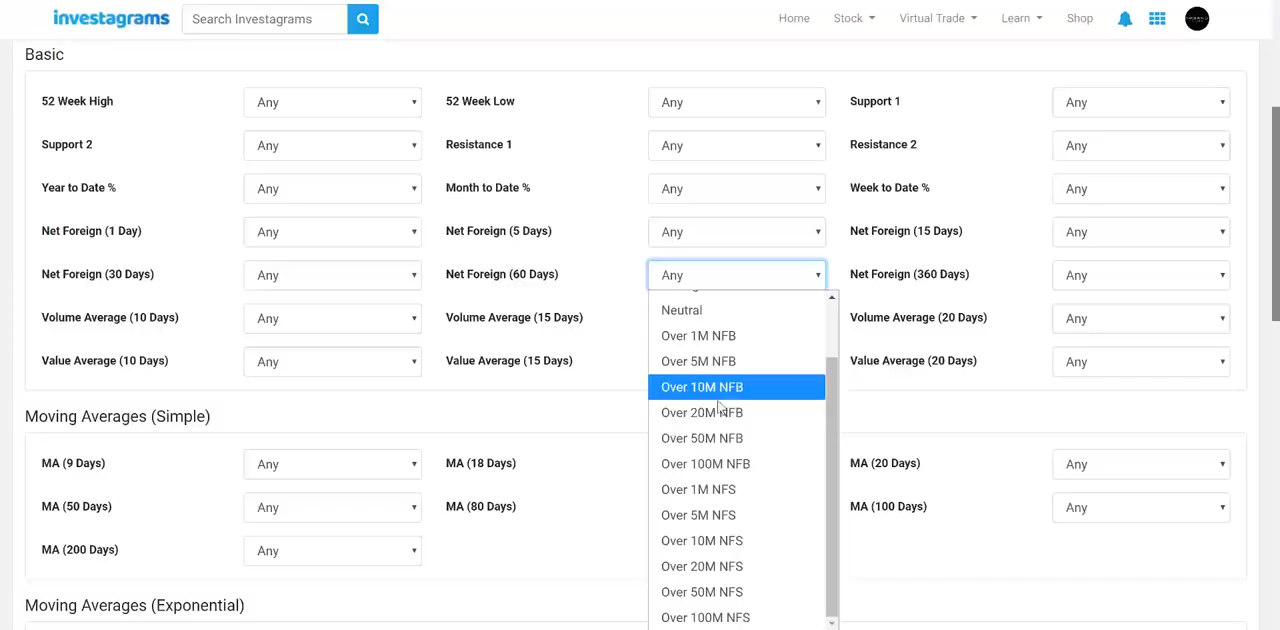 investagrams
Search Investagrams
Home
Stock
Virtual Trade
Learn
Shop
Basic
52 Week High
Any
52 Week Low
Any
Support 1
Any
Support 2
Any
Resistance 1
Any
Resistance 2
Any
Year to Date %
Any
Month to Date %
Any
Week to Date %
Any
Net Foreign (1 Day)
Any
Net Foreign (5 Days)
Any
Net Foreign (15 Days)
Any
Net Foreign (30 Days)
Any
Net Foreign (60 Days)
Any
Net Foreign (360 Days)
Any
Neutral
Over 1M NFB
Over 5M NFB
Over 10M NFB
Over 20M NFB
Over 50M NFB
Over 100M NFB
Over 1M NFS
Over 5M NFS
Over 10M NFS
Over 20M NFS
Over 50M NFS
Over 100M NFS
Volume Average (10 Days)
Any
Volume Average (15 Days)
Volume Average (20 Days)
Any
Value Average (10 Days)
Any
Value Average (15 Days)
Value Average (20 Days)
Any
Moving Averages (Simple)
MA (9 Days)
Any
MA (18 Days)
MA (20 Days)
Any
MA (50 Days)
Any
MA (80 Days)
MA (100 Days)
Any
MA (200 Days)
Any
Moving Averages (Exponential)